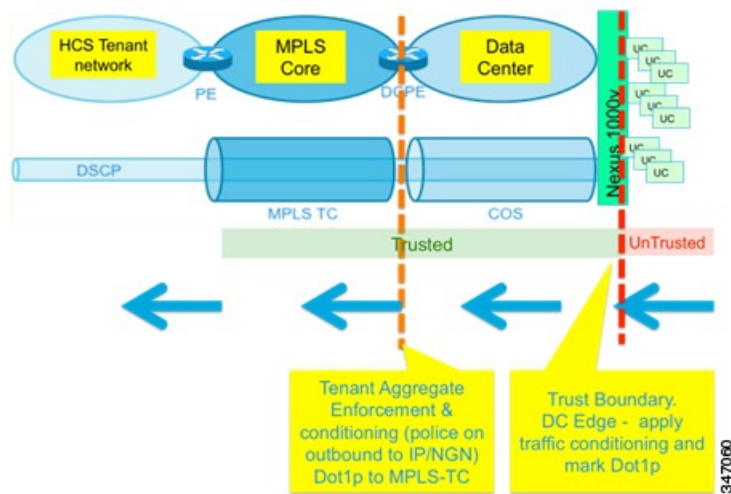 HCS Tenant
network
MPLS
Core
Data
Center
PE
DCPE
Nexus 1000v
UC
UC
UC
UC
UC
UC
UC
UC
UC
DSCP
MPLS TC
COS
Trusted
UnTrusted
Tenant Aggregate
Enforcement &
conditioning (police on
outbound to IP/NGN)
Dot1p to MPLS-TC
Trust Boundary.
DC Edge - apply
traffic conditioning and
mark Dot1p
347060